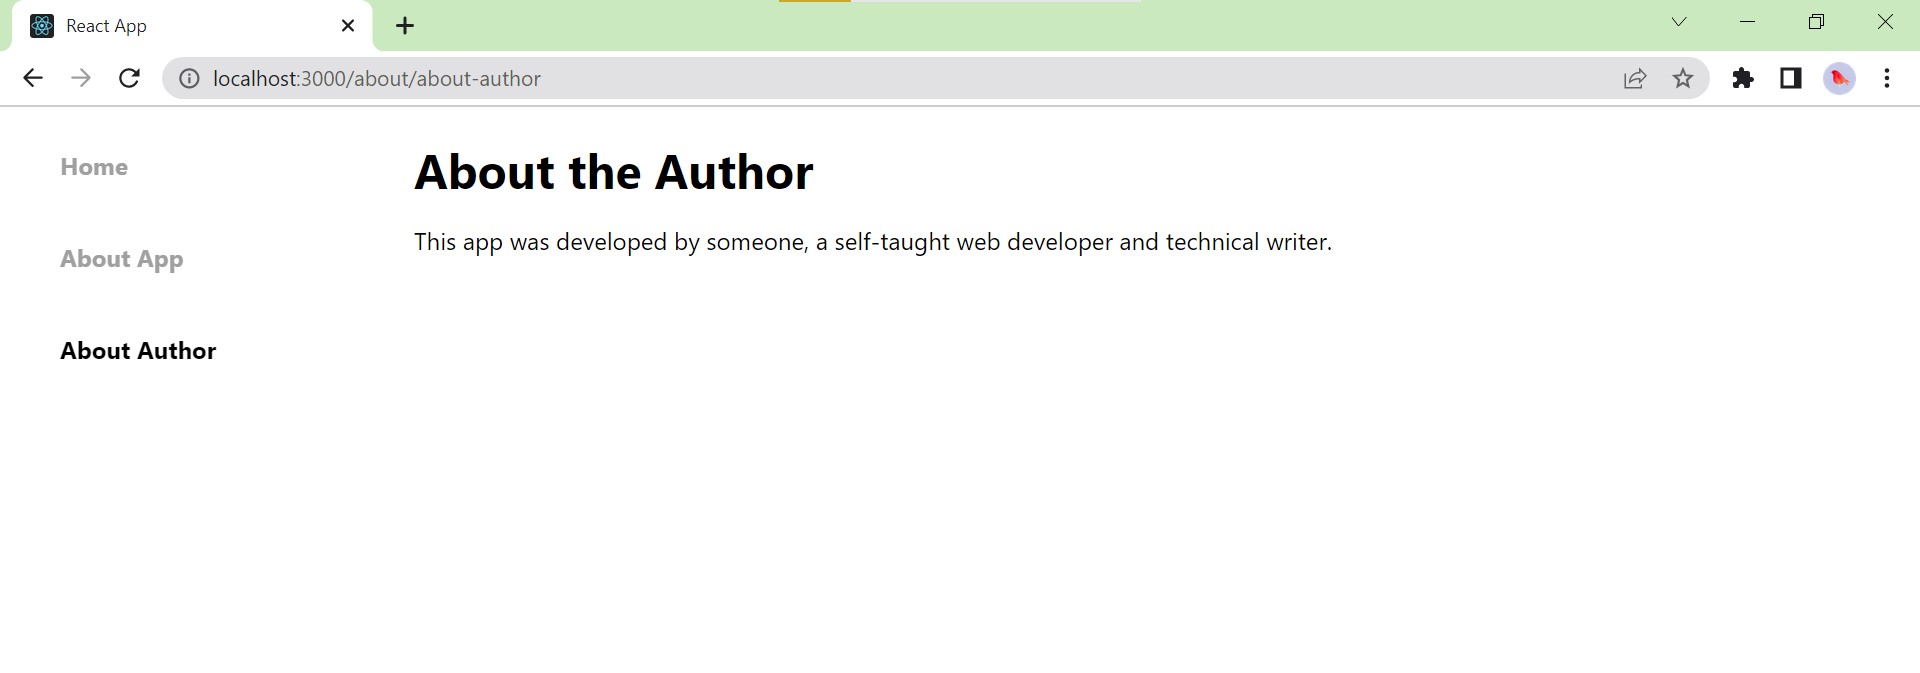 React App
localhost:3000/about/about-author
Home
About App
About Author
About the Author
This app was developed by someone, a self-taught web developer and technical writer.